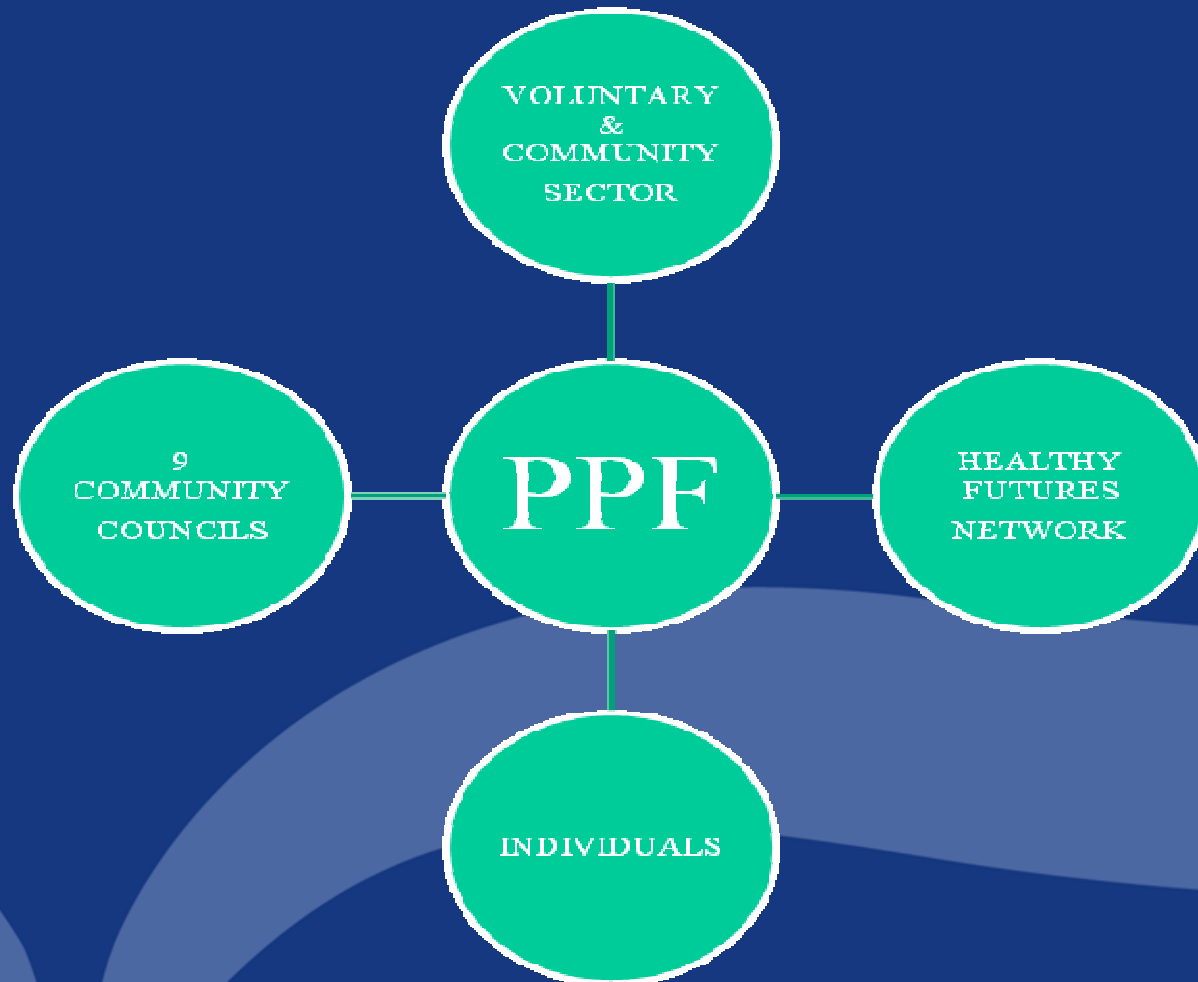 VOLUNTARY
&
COMMUNITY
SECTOR
9
COMMUNITY
COUNCILS
PPF
HEALTHY
FUTURES
NETWORK
INDIVIDUALS